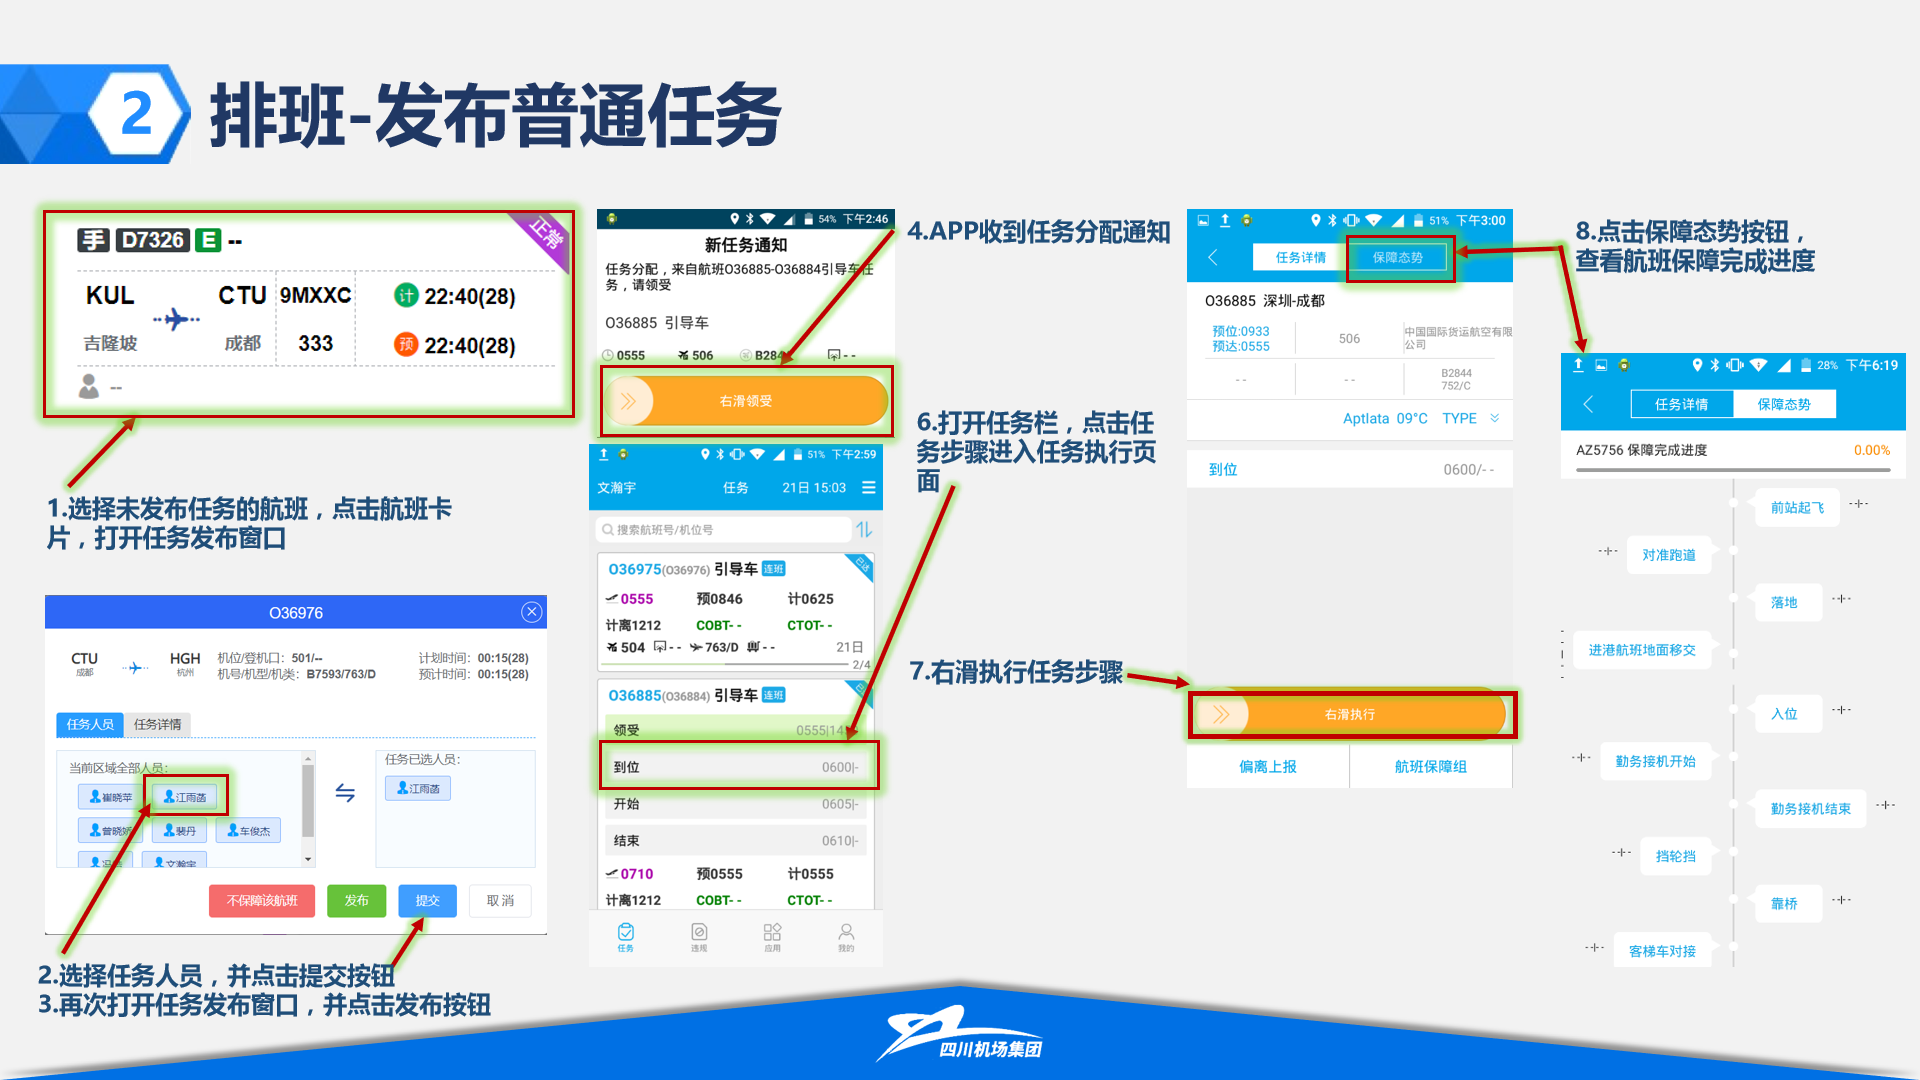 2
排班-发布普通任务
手 D7326 E --
正常
KUL CTU 9MXXC 计 22:40(28)
吉隆坡 成都 333 预 22:40(28)
--
1.选择未发布任务的航班，点击航班卡
片，打开任务发布窗口
O36976
CTU HGH 机位/登机口：501/-- 计划时间：00:15(28)
成都 杭州 机号/机型/机类：B7593/763/D 预计时间：00:15(28)
任务人员 任务详情
当前区域全部人员：
任务已选人员：
崔晓苹 江雨菡
江雨菡
曾晓娇 裴丹 车俊杰
文瀚宇
不保障该航班 发布 提交 取 消
2.选择任务人员，并点击提交按钮
3.再次打开任务发布窗口，并点击发布按钮
54% 下午2:46
新任务通知
任务分配，来自航班O36885-O36884引导车任
务，请领受
O36885 引导车
0555 506 B2844 --
右滑领受
4.APP收到任务分配通知
51% 下午2:59
文瀚宇 任务 21日 15:03
搜索航班号/机位号
O36975(O36976) 引导车 连班 已达
0555 预0846 计0625
计离1212 COBT- - CTOT- -
504 -- 763/D -- 21日
2/4
O36885(O36884) 引导车 连班
领受 0555|14
到位 0600|-
开始 0605|-
结束 0610|-
0710 预0555 计0555
计离1212 COBT- - CTOT- -
任务 违规 应用 我的
6.打开任务栏，点击任
务步骤进入任务执行页
面
7.右滑执行任务步骤
51% 下午3:00
任务详情 保障态势
O36885 深圳-成都
预位:0933
预达:0555
506
中国国际货运航空有限
公司
-- --
B2844
752/C
Aptlata 09°C TYPE
到位 0600/- -
右滑执行
偏离上报 航班保障组
8.点击保障态势按钮，
查看航班保障完成进度
28% 下午6:19
任务详情 保障态势
AZ5756 保障完成进度 0.00%
前站起飞 --|--
--|-- 对准跑道
落地 --|--
--|-- 进港航班地面移交
入位 --|--
--|-- 勤务接机开始
勤务接机结束 --|--
--|-- 挡轮挡
靠桥 --|--
--|-- 客梯车对接
四川机场集团